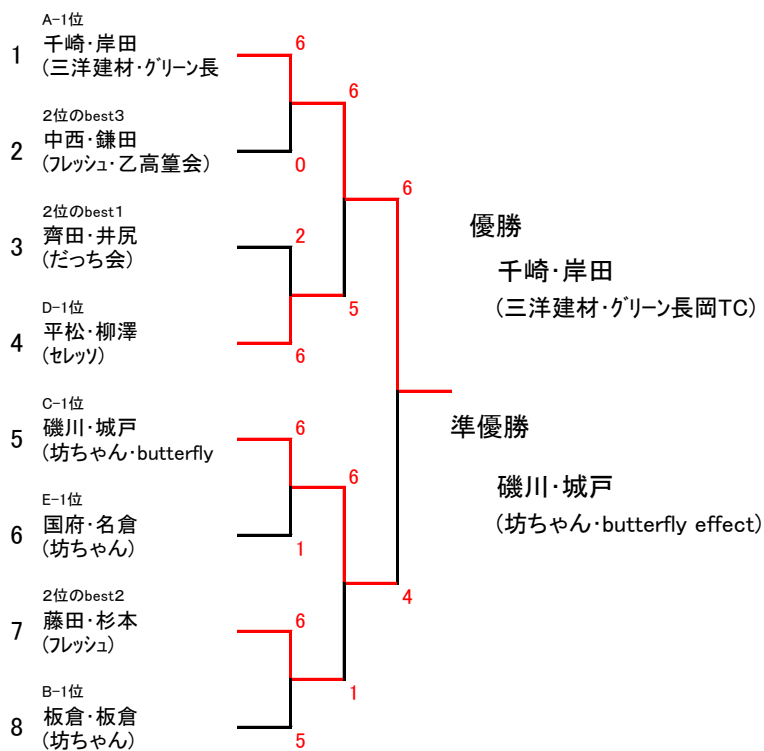 A-1位
1 千崎・岸田
(三洋建材・グリーン長
6
2位のbest3
2 中西・鎌田
(フレッシュ・乙高篁会)
0
6
2位のbest1
3 齊田・井尻
(だっち会)
2
D-1位
4 平松・柳澤
(セレッソ)
6
5
6
C-1位
5 磯川・城戸
(坊ちゃん・butterfly
6
E-1位
6 国府・名倉
(坊ちゃん)
1
6
2位のbest2
7 藤田・杉本
(フレッシュ)
6
B-1位
8 板倉・板倉
(坊ちゃん)
5
1
4
優勝
千崎・岸田
(三洋建材・グリーン長岡TC)
準優勝
磯川・城戸
(坊ちゃん・butterfly effect)